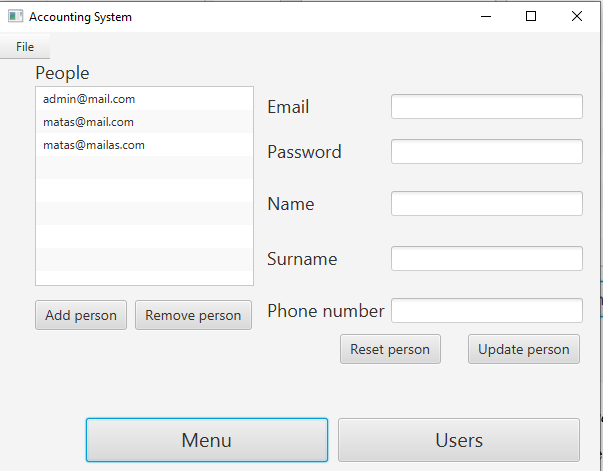 Accounting System
File
People
admin@mail.com
matas@mail.com
matas@mailas.com
Email
Password
Name
Surname
Phone number
Add person
Remove person
Reset person
Update person
Menu
Users